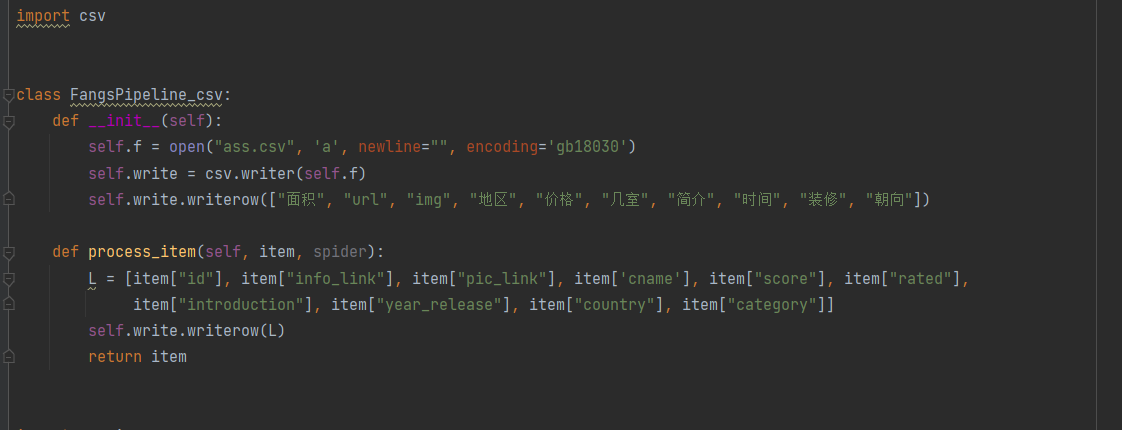 import csv
class FangsPipeline_csv:
    def __init__(self):
        self.f = open("ass.csv", 'a', newline="", encoding='gb18030')
        self.write = csv.writer(self.f)
        self.write.writerow(["面积", "url", "img", "地区", "价格", "几室", "简介", "时间", "装修", "朝向"])
    def process_item(self, item, spider):
        L = [item["id"], item["info_link"], item["pic_link"], item['cname'], item["score"], item["rated"],
             item["introduction"], item["year_release"], item["country"], item["category"]]
        self.write.writerow(L)
        return item